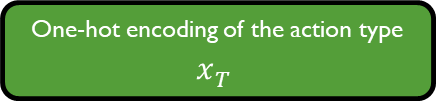 One-hot encoding of the action type
x_T